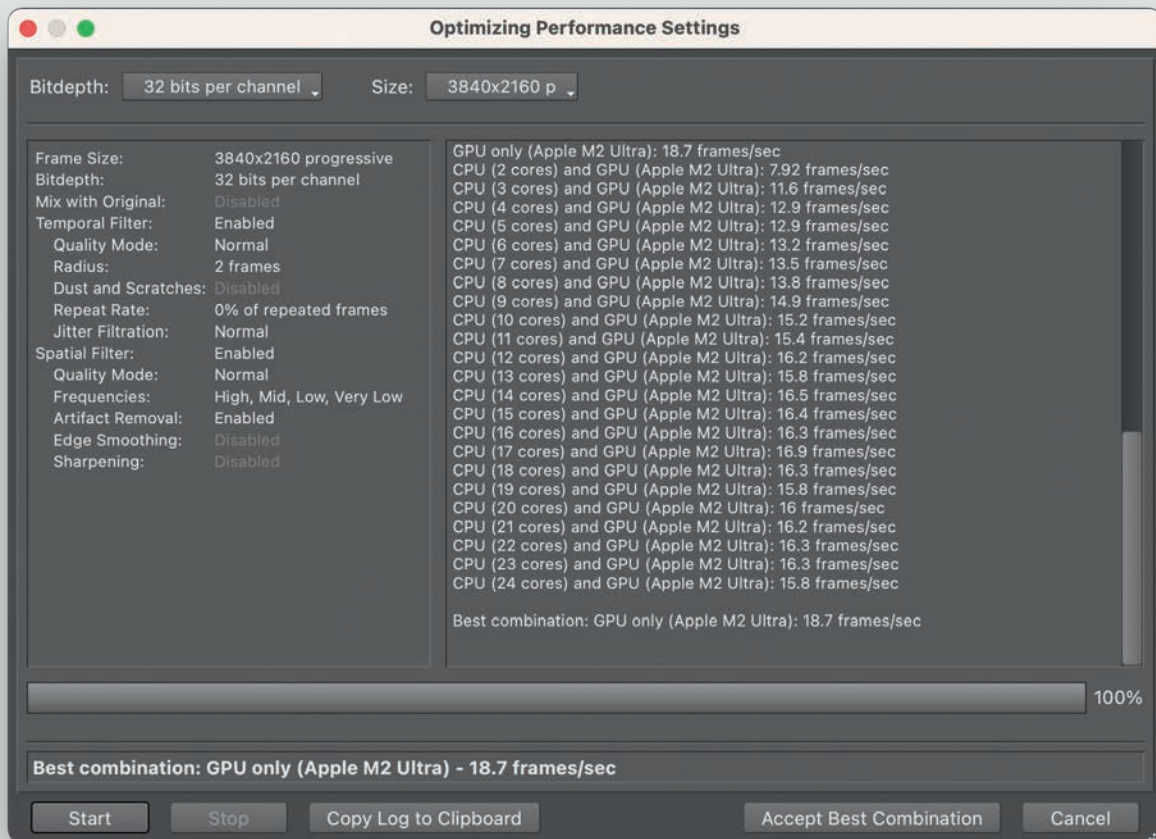 Optimizing Performance Settings
Bitdepth: 32 bits per channel Size: 3840x2160 p
Frame Size: 3840x2160 progressive
Bitdepth: 32 bits per channel
Mix with Original: Disabled
Temporal Filter: Enabled
Quality Mode: Normal
Radius: 2 frames
Dust and Scratches: Disabled
Repeat Rate: 0% of repeated frames
Jitter Filtration: Normal
Spatial Filter: Enabled
Quality Mode: Normal
Frequencies: High, Mid, Low, Very Low
Artifact Removal: Enabled
Edge Smoothing: Disabled
Sharpening: Disabled
GPU only (Apple M2 Ultra): 18.7 frames/sec
CPU (2 cores) and GPU (Apple M2 Ultra): 7.92 frames/sec
CPU (3 cores) and GPU (Apple M2 Ultra): 11.6 frames/sec
CPU (4 cores) and GPU (Apple M2 Ultra): 12.9 frames/sec
CPU (5 cores) and GPU (Apple M2 Ultra): 12.9 frames/sec
CPU (6 cores) and GPU (Apple M2 Ultra): 13.2 frames/sec
CPU (7 cores) and GPU (Apple M2 Ultra): 13.5 frames/sec
CPU (8 cores) and GPU (Apple M2 Ultra): 13.8 frames/sec
CPU (9 cores) and GPU (Apple M2 Ultra): 14.9 frames/sec
CPU (10 cores) and GPU (Apple M2 Ultra): 15.2 frames/sec
CPU (11 cores) and GPU (Apple M2 Ultra): 15.4 frames/sec
CPU (12 cores) and GPU (Apple M2 Ultra): 16.2 frames/sec
CPU (13 cores) and GPU (Apple M2 Ultra): 15.8 frames/sec
CPU (14 cores) and GPU (Apple M2 Ultra): 16.5 frames/sec
CPU (15 cores) and GPU (Apple M2 Ultra): 16.4 frames/sec
CPU (16 cores) and GPU (Apple M2 Ultra): 16.3 frames/sec
CPU (17 cores) and GPU (Apple M2 Ultra): 16.9 frames/sec
CPU (18 cores) and GPU (Apple M2 Ultra): 16.3 frames/sec
CPU (19 cores) and GPU (Apple M2 Ultra): 15.8 frames/sec
CPU (20 cores) and GPU (Apple M2 Ultra): 16 frames/sec
CPU (21 cores) and GPU (Apple M2 Ultra): 16.2 frames/sec
CPU (22 cores) and GPU (Apple M2 Ultra): 16.3 frames/sec
CPU (23 cores) and GPU (Apple M2 Ultra): 16.3 frames/sec
CPU (24 cores) and GPU (Apple M2 Ultra): 15.8 frames/sec
Best combination: GPU only (Apple M2 Ultra): 18.7 frames/sec
100%
Best combination: GPU only (Apple M2 Ultra) - 18.7 frames/sec
Start Stop Copy Log to Clipboard Accept Best Combination Cancel